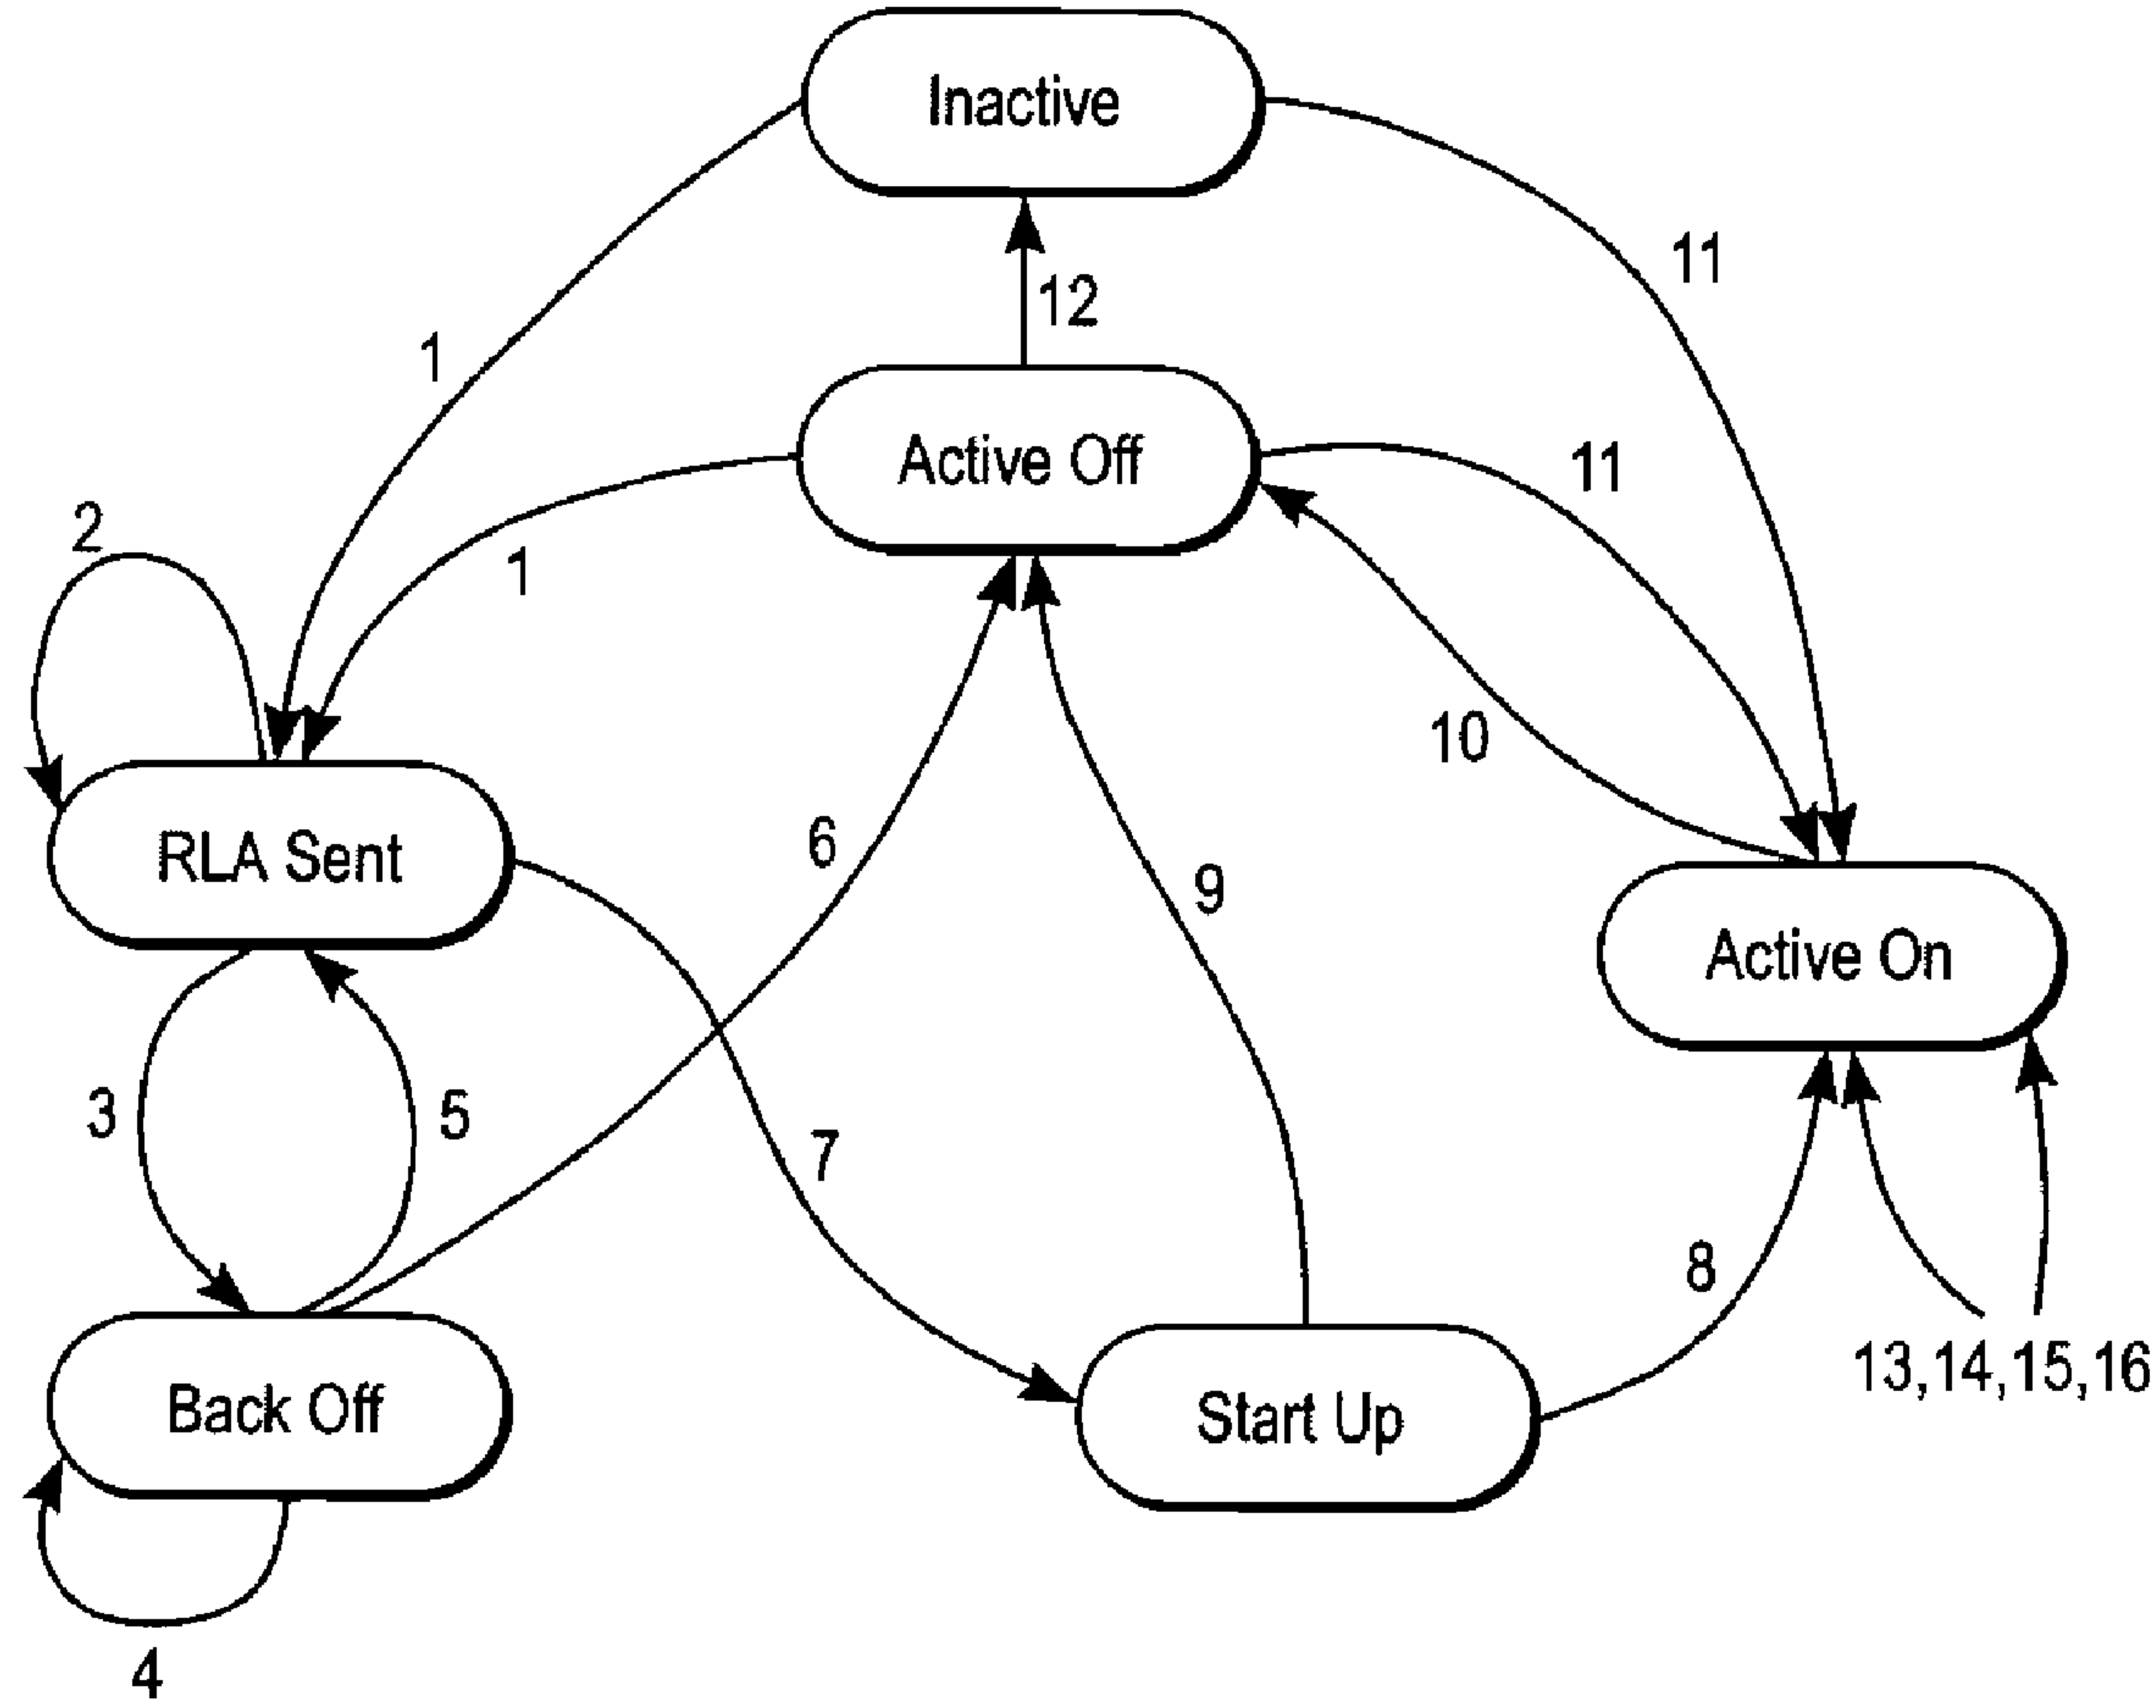 Inactive
11
12
1
Active Off
11
2
1
10
6
RLA Sent
9
Active On
3
5
7
8
13,14,15,16
Back Off
Start Up
4